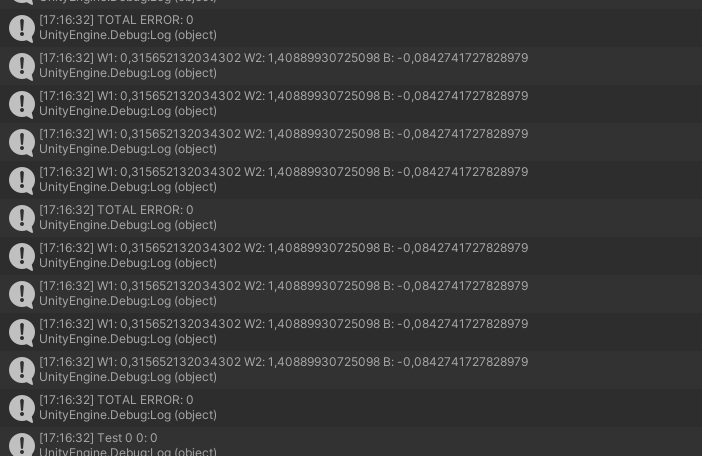 UnityEngine.Debug:Log (object)
[17:16:32] TOTAL ERROR: 0
UnityEngine.Debug:Log (object)
[17:16:32] W1: 0,315652132034302 W2: 1,40889930725098 B: -0,0842741727828979
UnityEngine.Debug:Log (object)
[17:16:32] W1: 0,315652132034302 W2: 1,40889930725098 B: -0,0842741727828979
UnityEngine.Debug:Log (object)
[17:16:32] W1: 0,315652132034302 W2: 1,40889930725098 B: -0,0842741727828979
UnityEngine.Debug:Log (object)
[17:16:32] W1: 0,315652132034302 W2: 1,40889930725098 B: -0,0842741727828979
UnityEngine.Debug:Log (object)
[17:16:32] TOTAL ERROR: 0
UnityEngine.Debug:Log (object)
[17:16:32] W1: 0,315652132034302 W2: 1,40889930725098 B: -0,0842741727828979
UnityEngine.Debug:Log (object)
[17:16:32] W1: 0,315652132034302 W2: 1,40889930725098 B: -0,0842741727828979
UnityEngine.Debug:Log (object)
[17:16:32] W1: 0,315652132034302 W2: 1,40889930725098 B: -0,0842741727828979
UnityEngine.Debug:Log (object)
[17:16:32] W1: 0,315652132034302 W2: 1,40889930725098 B: -0,0842741727828979
UnityEngine.Debug:Log (object)
[17:16:32] TOTAL ERROR: 0
UnityEngine.Debug:Log (object)
[17:16:32] Test 0 0: 0
UnityEngine.Debug:Log (object)